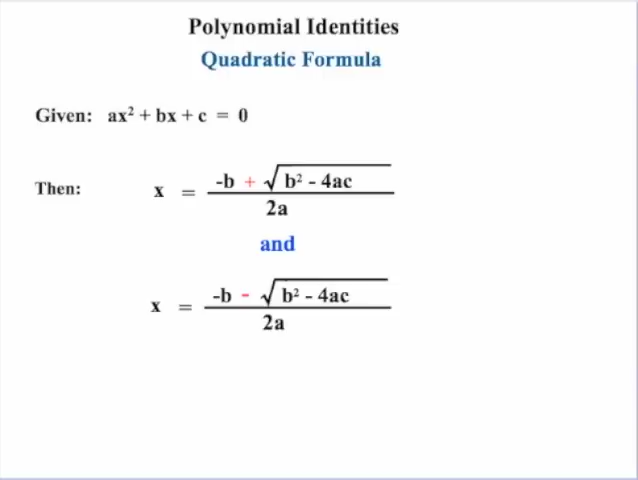 Polynomial Identities
Quadratic Formula
Given: ax² + bx + c = 0
Then: x = -b + √b² - 4ac
2a
and
x = -b - √b² - 4ac
2a